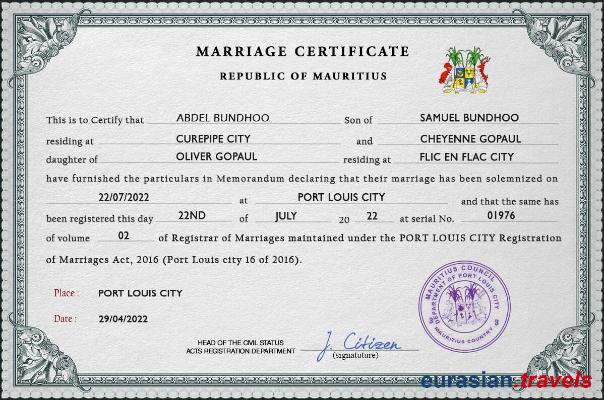 MARRIAGE CERTIFICATE
REPUBLIC OF MAURITIUS
This is to Certify that ABDEL BUNDHOO Son of SAMUEL BUNDHOO
residing at CUREPIPE CITY and CHEYENNE GOPAUL
daughter of OLIVER GOPAUL residing at FLIC EN FLAC CITY
have furnished the particulars in Memorandum declaring that their marriage has been solemnized on
22/07/2022 at PORT LOUIS CITY and that the same has
been registered this day 22ND of JULY 20 22 at serial No. 01976
of volume 02 of Registrar of Marriages maintained under the PORT LOUIS CITY Registration
of Marriages Act, 2016 (Port Louis city 16 of 2016).
Place : PORT LOUIS CITY
Date : 29/04/2022
MAURITIUS COUNCIL
DEPARTMENT OF PORT LOUIS CITY
MAURITIUS COUNTRY
HEAD OF THE CIVIL STATUS
ACTS REGISTRATION DEPARTMENT
J. Citizen
(signatuture)
eurasian.travels